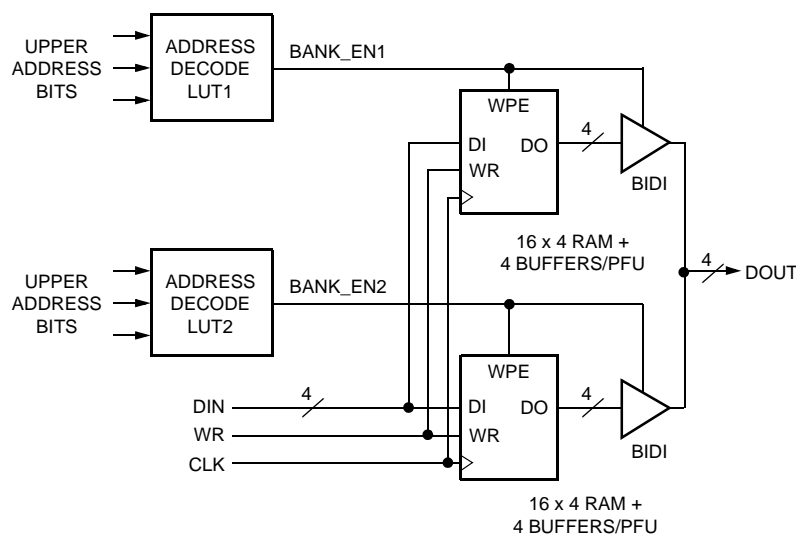 UPPER
ADDRESS
BITS
ADDRESS
DECODE
LUT1
BANK_EN1
WPE
DI
DO
WR
4
BIDI
16 x 4 RAM +
4 BUFFERS/PFU
4
DOUT
UPPER
ADDRESS
BITS
ADDRESS
DECODE
LUT2
BANK_EN2
WPE
DI
DO
WR
4
BIDI
DIN
4
WR
CLK
16 x 4 RAM +
4 BUFFERS/PFU